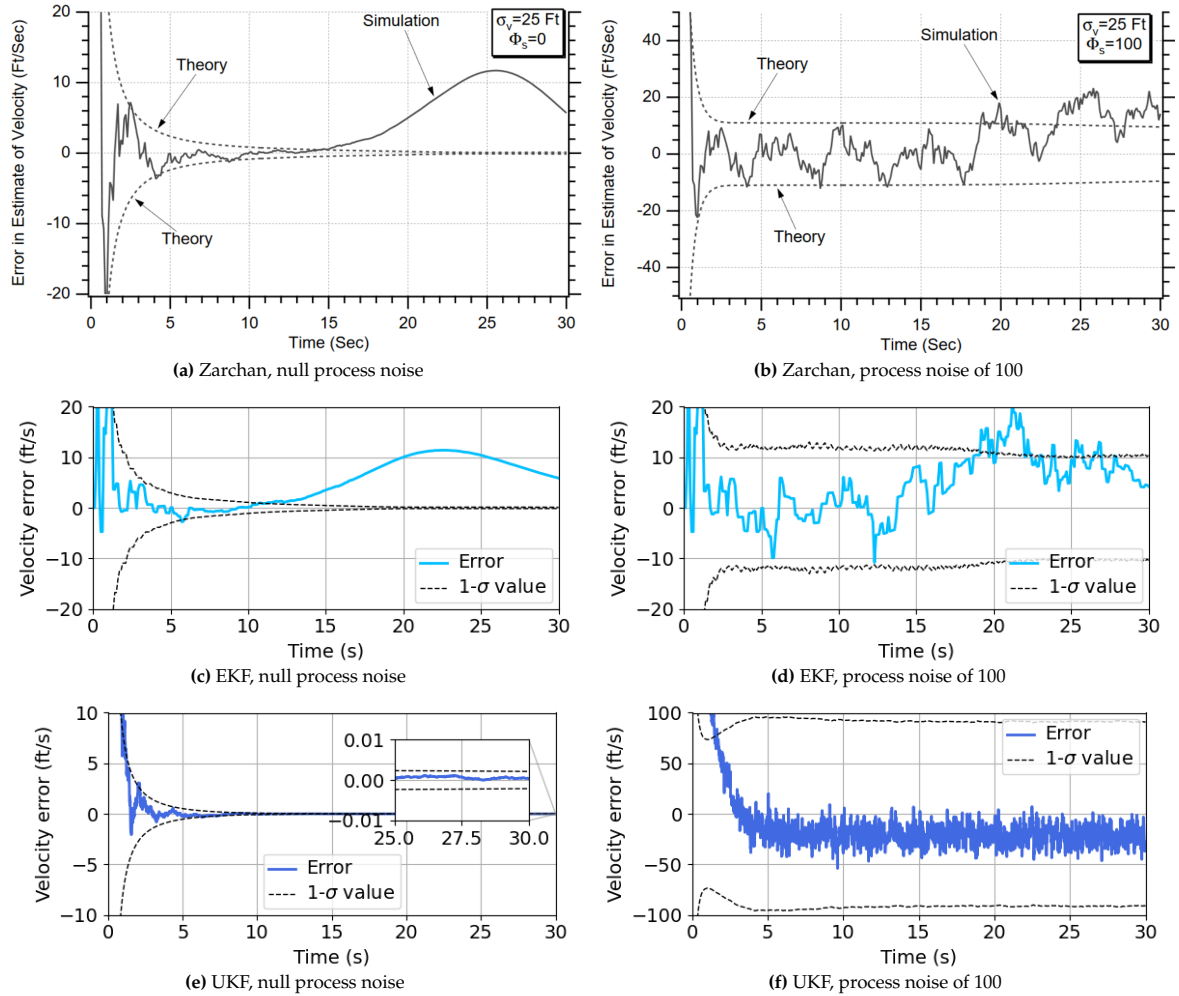 Error in Estimate of Velocity (Ft/Sec)
20
10
0
-10
-20
Simulation
σv=25 Ft
Φs=0
Theory
Theory
0 5 10 15 20 25 30
Time (Sec)
(a) Zarchan, null process noise
Error in Estimate of Velocity (Ft/Sec)
40
20
0
-20
-40
σv=25 Ft
Φs=100
Simulation
Theory
Theory
0 5 10 15 20 25 30
Time (Sec)
(b) Zarchan, process noise of 100
Velocity error (ft/s)
20
10
0
−10
−20
Error
1-σ value
0 5 10 15 20 25 30
Time (s)
(c) EKF, null process noise
Velocity error (ft/s)
20
10
0
−10
−20
Error
1-σ value
0 5 10 15 20 25 30
Time (s)
(d) EKF, process noise of 100
Velocity error (ft/s)
10
5
0
−5
−10
0.01
0.00
−0.01
25.0 27.5 30.0
Error
1-σ value
0 5 10 15 20 25 30
Time (s)
(e) UKF, null process noise
Velocity error (ft/s)
100
50
0
−50
−100
Error
1-σ value
0 5 10 15 20 25 30
Time (s)
(f) UKF, process noise of 100